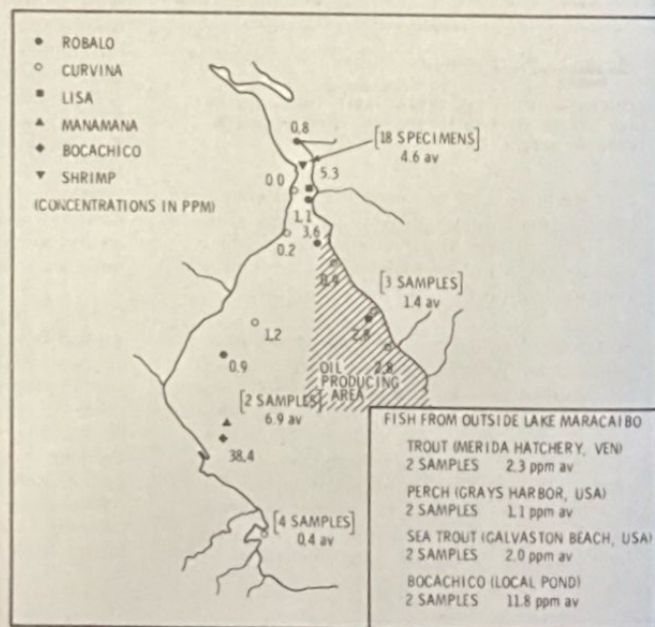 ROBALO
CURVINA
LISA
MANAMANA
BOCACHICO
SHRIMP
(CONCENTRATIONS IN PPM)
0.8
[18 SPECIMENS]
4.6 av
5.3
0 0
1,1
3,6
0.2
0,4
[3 SAMPLES]
1.4 av
2,8
1,2
2,8
0.9
OIL
PRODUCING
AREA
[2 SAMPLES]
6.9 av
38,4
[4 SAMPLES]
0.4 av
FISH FROM OUTSIDE LAKE MARACAIBO
TROUT (MERIDA HATCHERY, VEN)
2 SAMPLES 2.3 ppm av
PERCH (GRAYS HARBOR, USA)
2 SAMPLES 1.1 ppm av
SEA TROUT (GALVASTON BEACH, USA)
2 SAMPLES 2.0 ppm av
BOCACHICO (LOCAL POND)
2 SAMPLES 11.8 ppm av